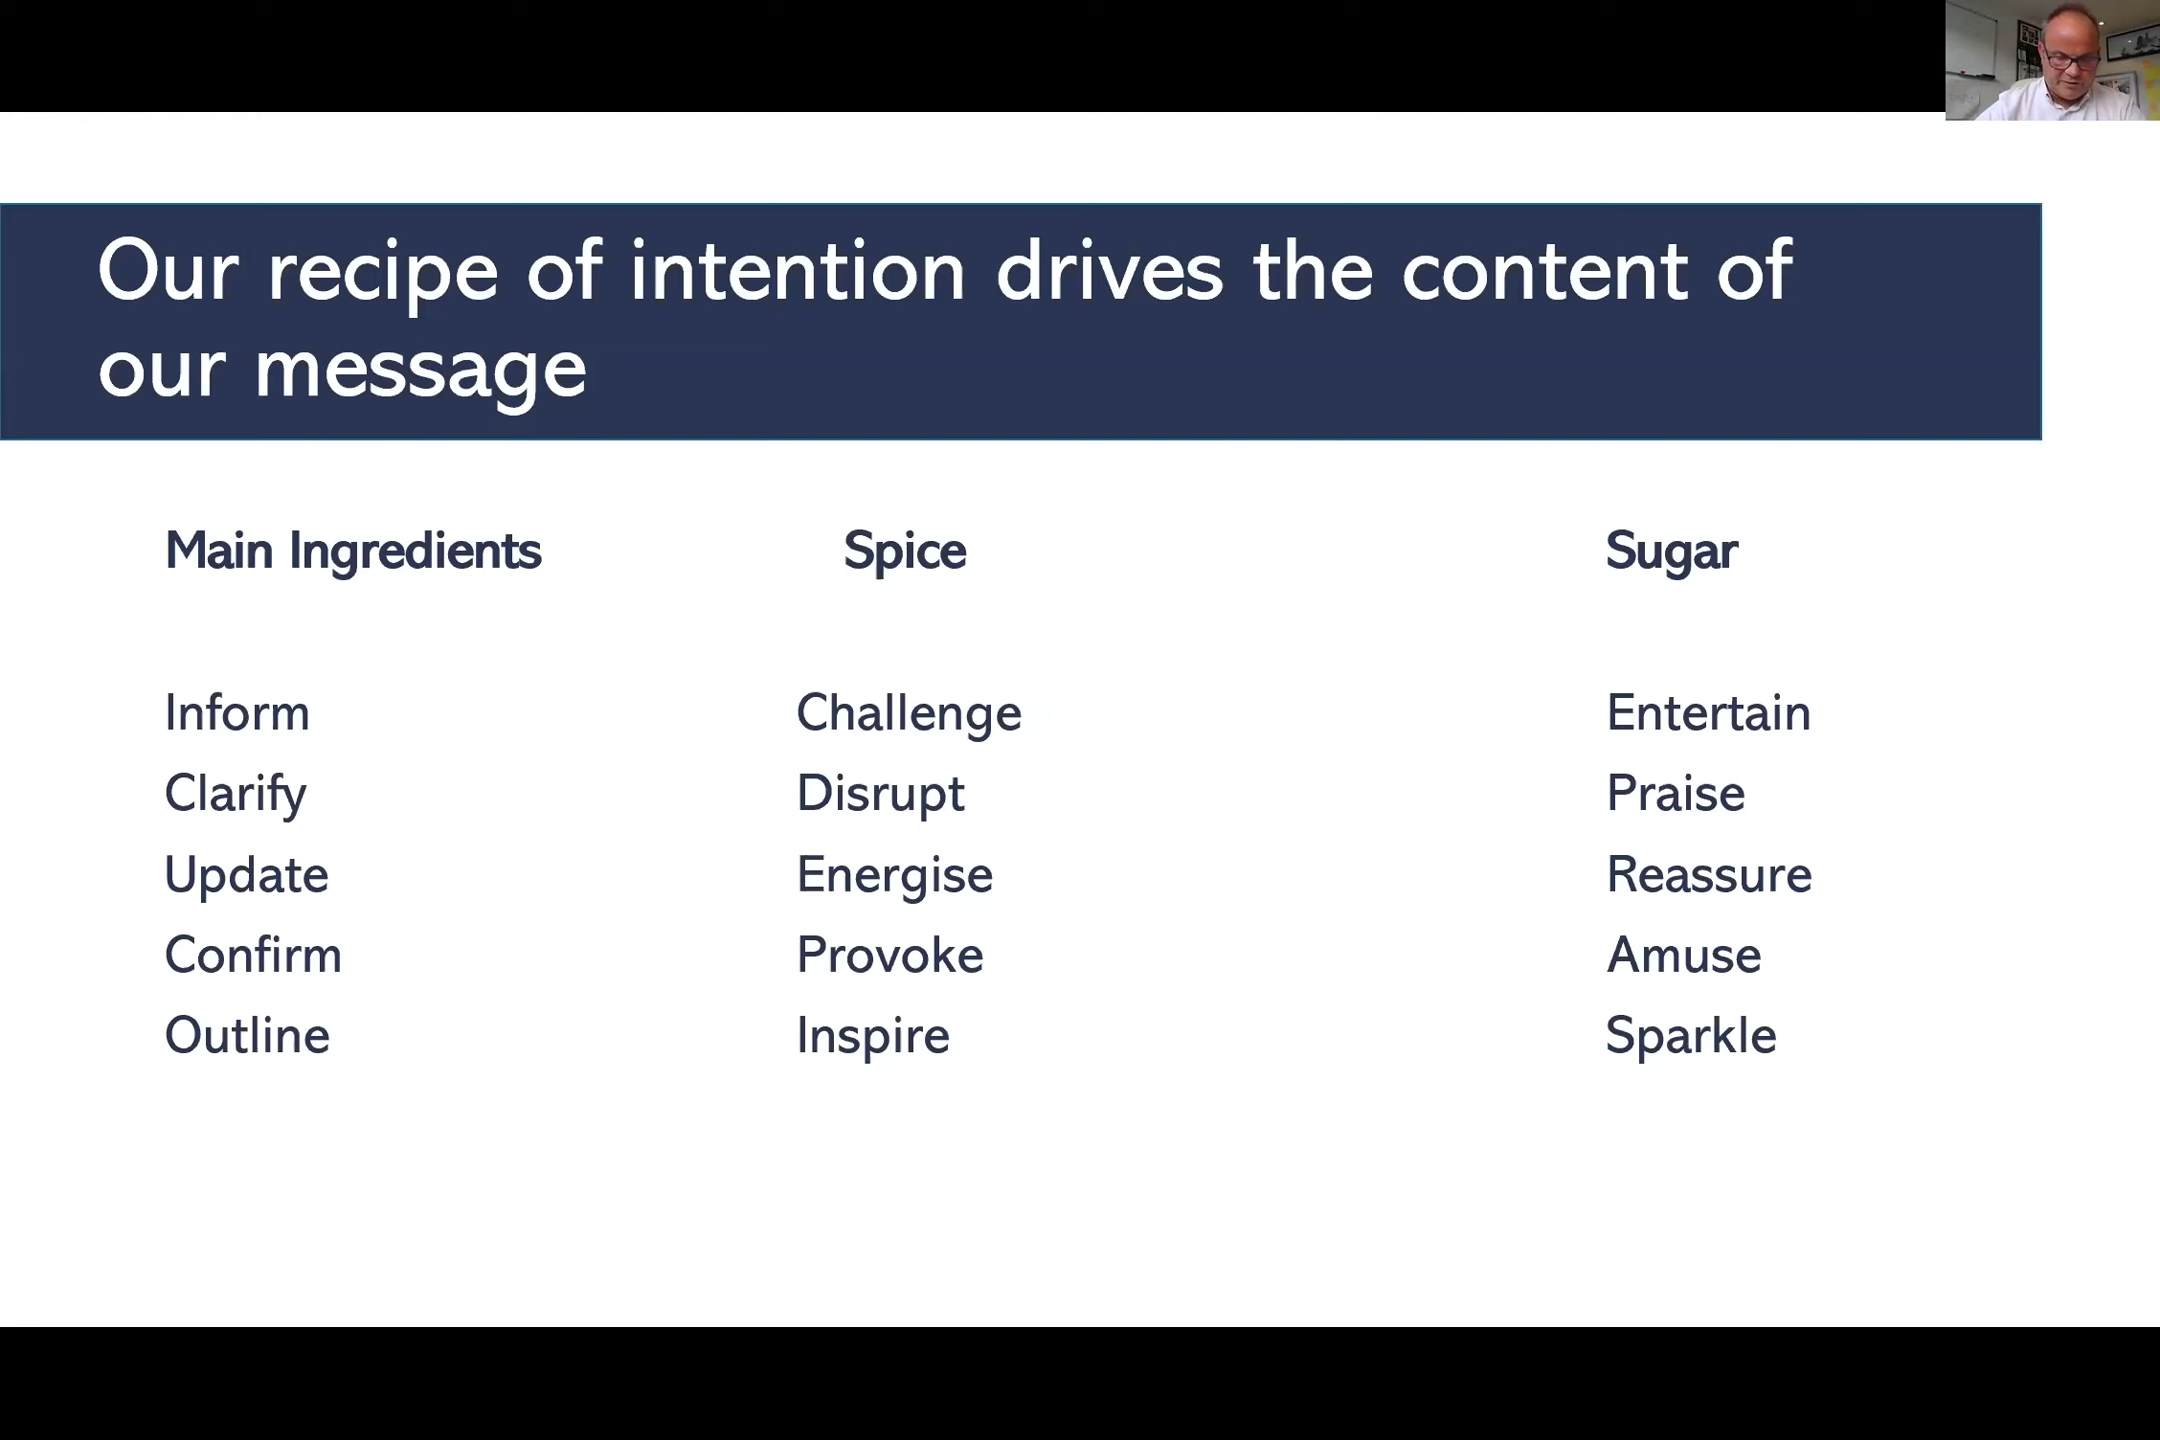 Our recipe of intention drives the content of
our message
Main Ingredients Spice Sugar
Inform Challenge Entertain
Clarify Disrupt Praise
Update Energise Reassure
Confirm Provoke Amuse
Outline Inspire Sparkle